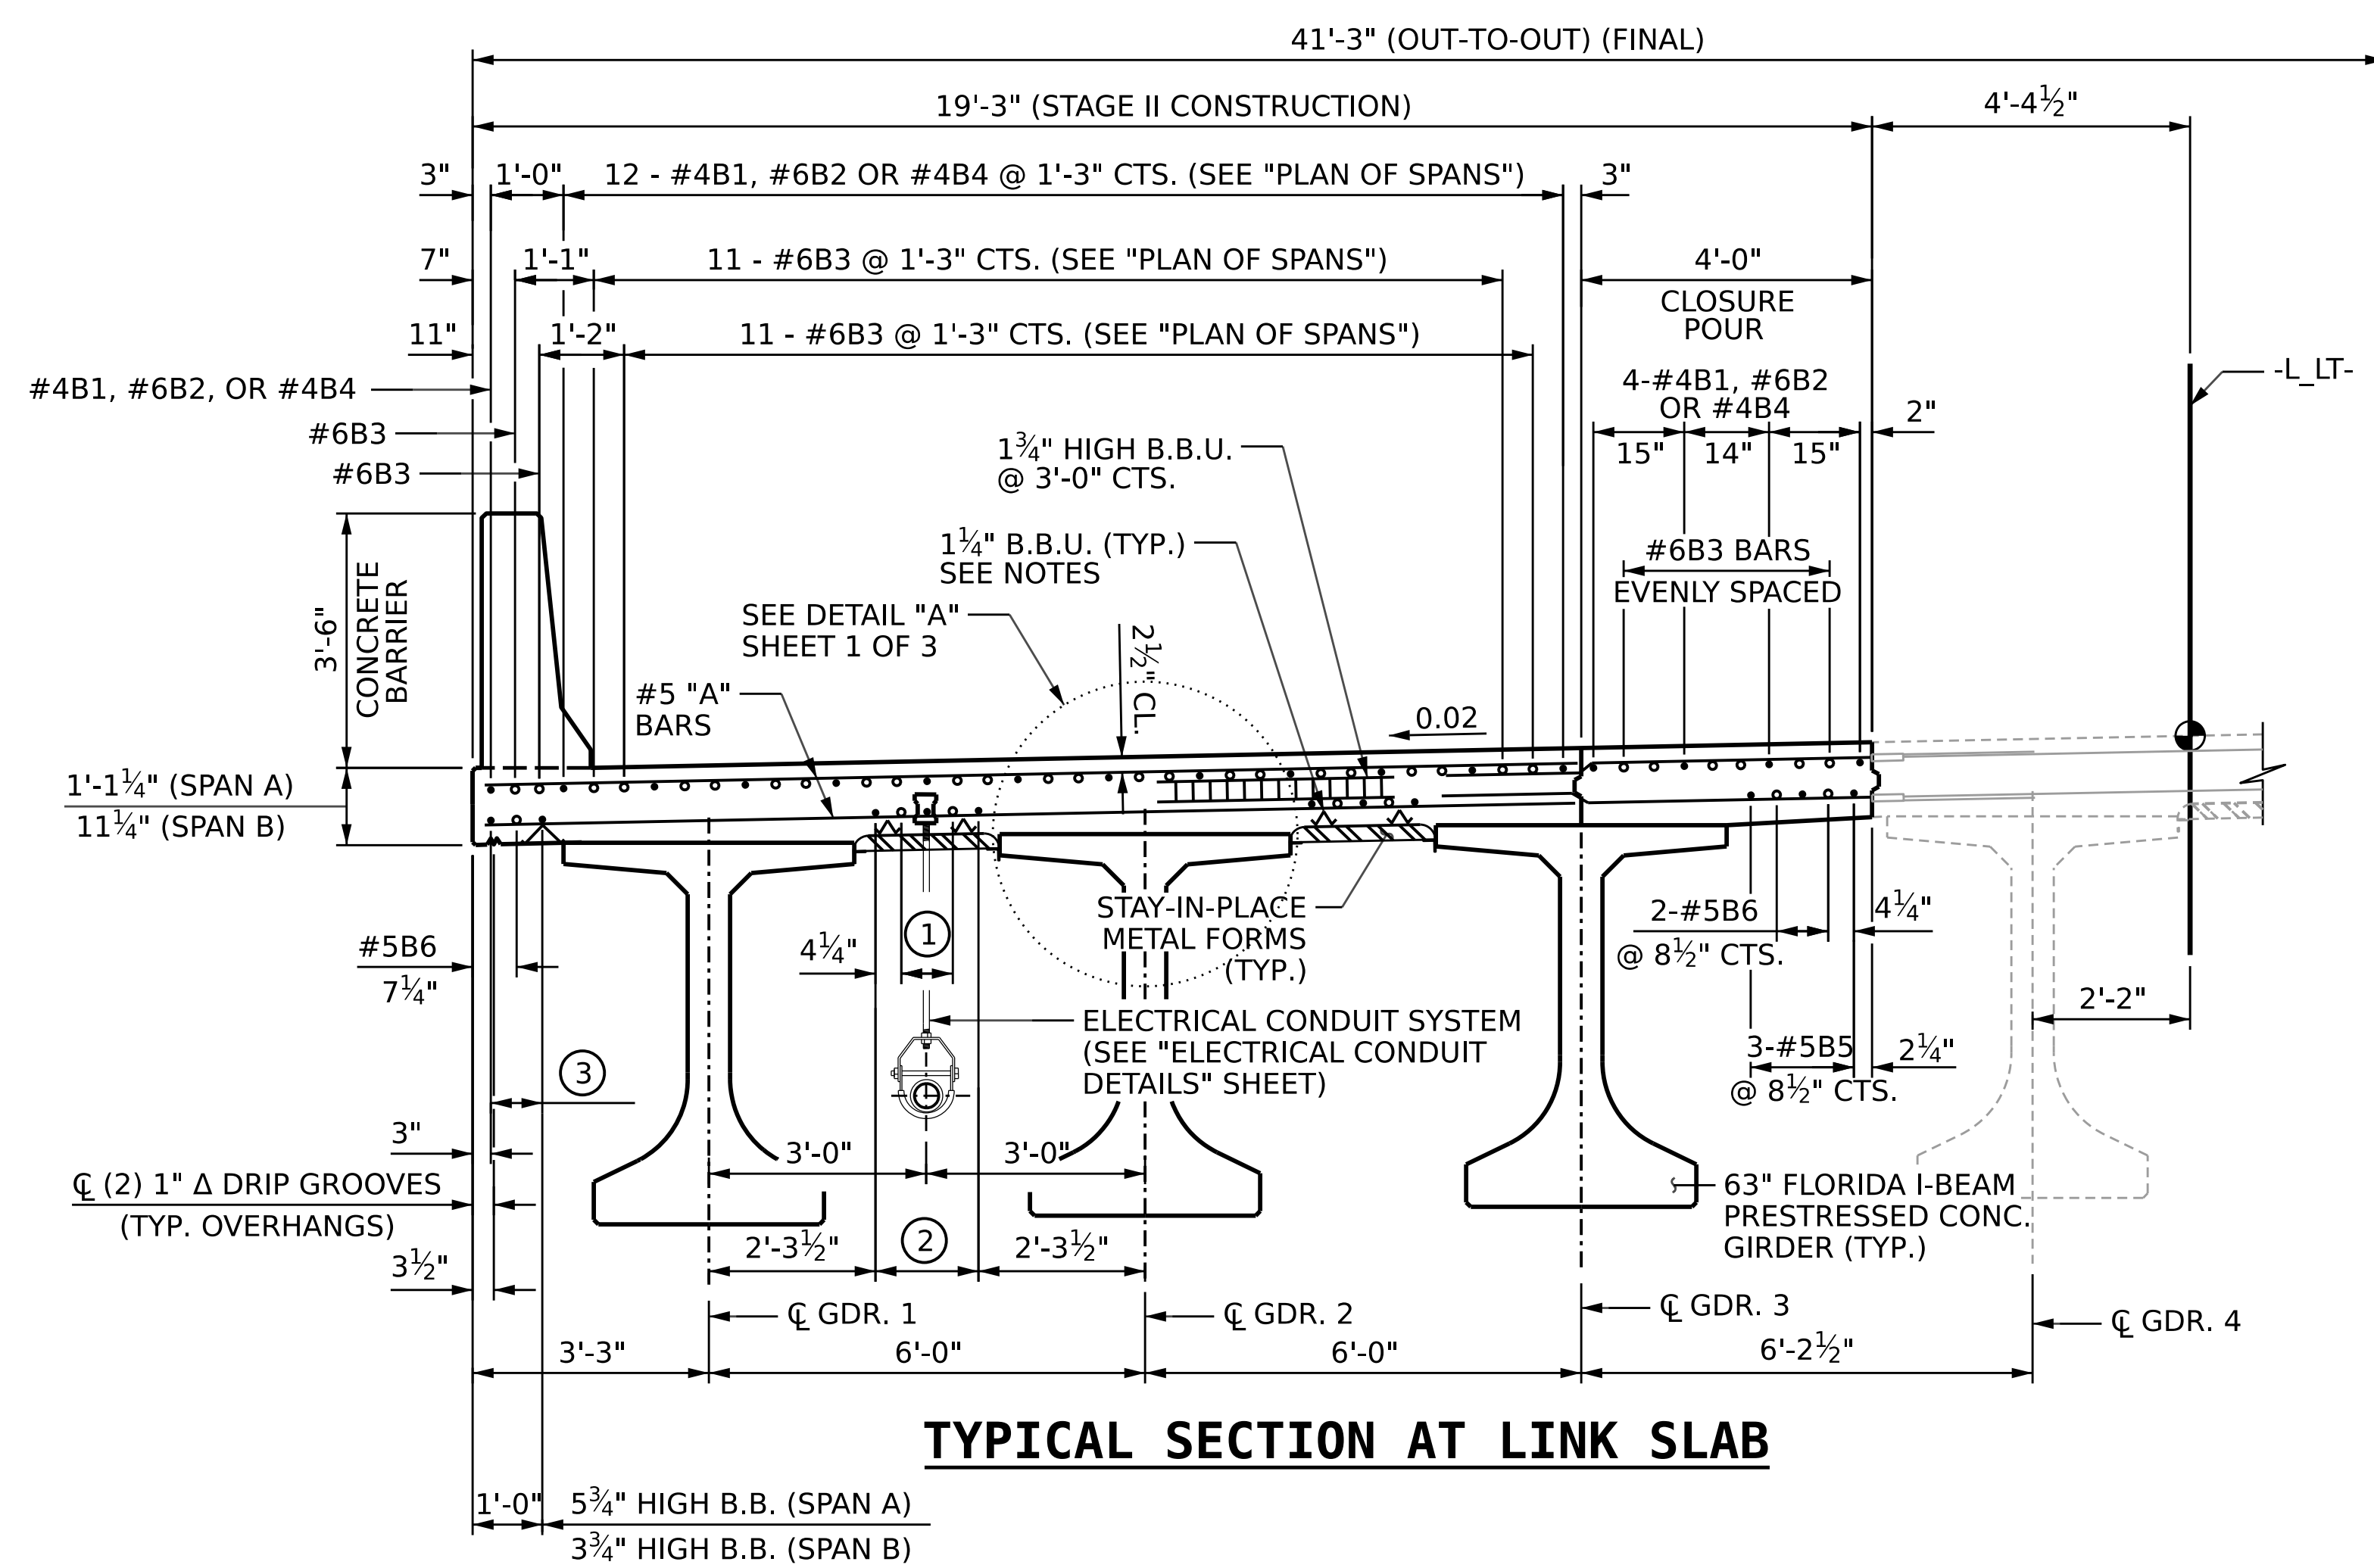 41'-3" (OUT-TO-OUT) (FINAL)
19'-3" (STAGE II CONSTRUCTION)
4'-4½"
3"
1'-0"
12 - #4B1, #6B2 OR #4B4 @ 1'-3" CTS. (SEE "PLAN OF SPANS")
3"
7"
1'-1"
11 - #6B3 @ 1'-3" CTS. (SEE "PLAN OF SPANS")
4'-0"
CLOSURE
POUR
11"
1'-2"
11 - #6B3 @ 1'-3" CTS. (SEE "PLAN OF SPANS")
#4B1, #6B2, OR #4B4
#6B3
#6B3
4-#4B1, #6B2
OR #4B4
2"
15"
14"
15"
-L_LT-
1¾" HIGH B.B.U.
@ 3'-0" CTS.
1¼" B.B.U. (TYP.)
SEE NOTES
#6B3 BARS
EVENLY SPACED
SEE DETAIL "A"
SHEET 1 OF 3
2½" CL.
3'-6"
CONCRETE
BARRIER
#5 "A"
BARS
0.02
1'-1¼" (SPAN A)
11¼" (SPAN B)
STAY-IN-PLACE
METAL FORMS
(TYP.)
2-#5B6
@ 8½" CTS.
4¼"
#5B6
7¼"
4¼"
1
2'-2"
ELECTRICAL CONDUIT SYSTEM
(SEE "ELECTRICAL CONDUIT
DETAILS" SHEET)
3-#5B5
@ 8½" CTS.
2¼"
3
3"
3'-0"
3'-0"
℄ (2) 1" Δ DRIP GROOVES
(TYP. OVERHANGS)
63" FLORIDA I-BEAM
PRESTRESSED CONC.
GIRDER (TYP.)
3½"
2'-3½"
2
2'-3½"
℄ GDR. 1
℄ GDR. 2
℄ GDR. 3
℄ GDR. 4
3'-3"
6'-0"
6'-0"
6'-2½"
TYPICAL SECTION AT LINK SLAB
1'-0"
5¾" HIGH B.B. (SPAN A)
3¾" HIGH B.B. (SPAN B)